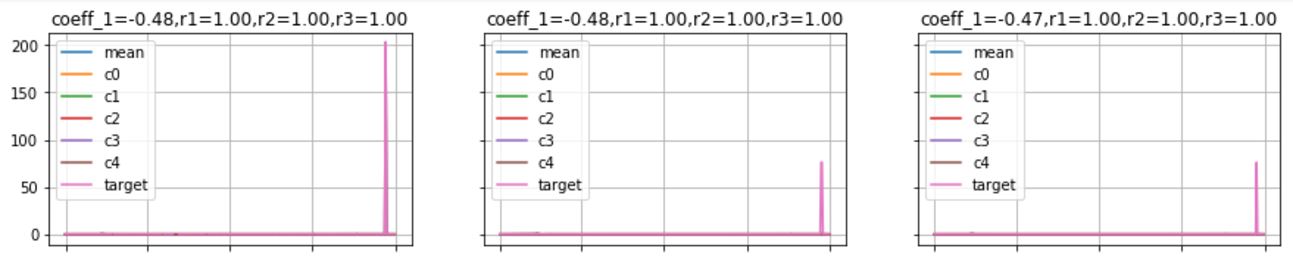 coeff_1=-0.48,r1=1.00,r2=1.00,r3=1.00
200
150
100
50
0
mean
c0
c1
c2
c3
c4
target
coeff_1=-0.48,r1=1.00,r2=1.00,r3=1.00
mean
c0
c1
c2
c3
c4
target
coeff_1=-0.47,r1=1.00,r2=1.00,r3=1.00
mean
c0
c1
c2
c3
c4
target